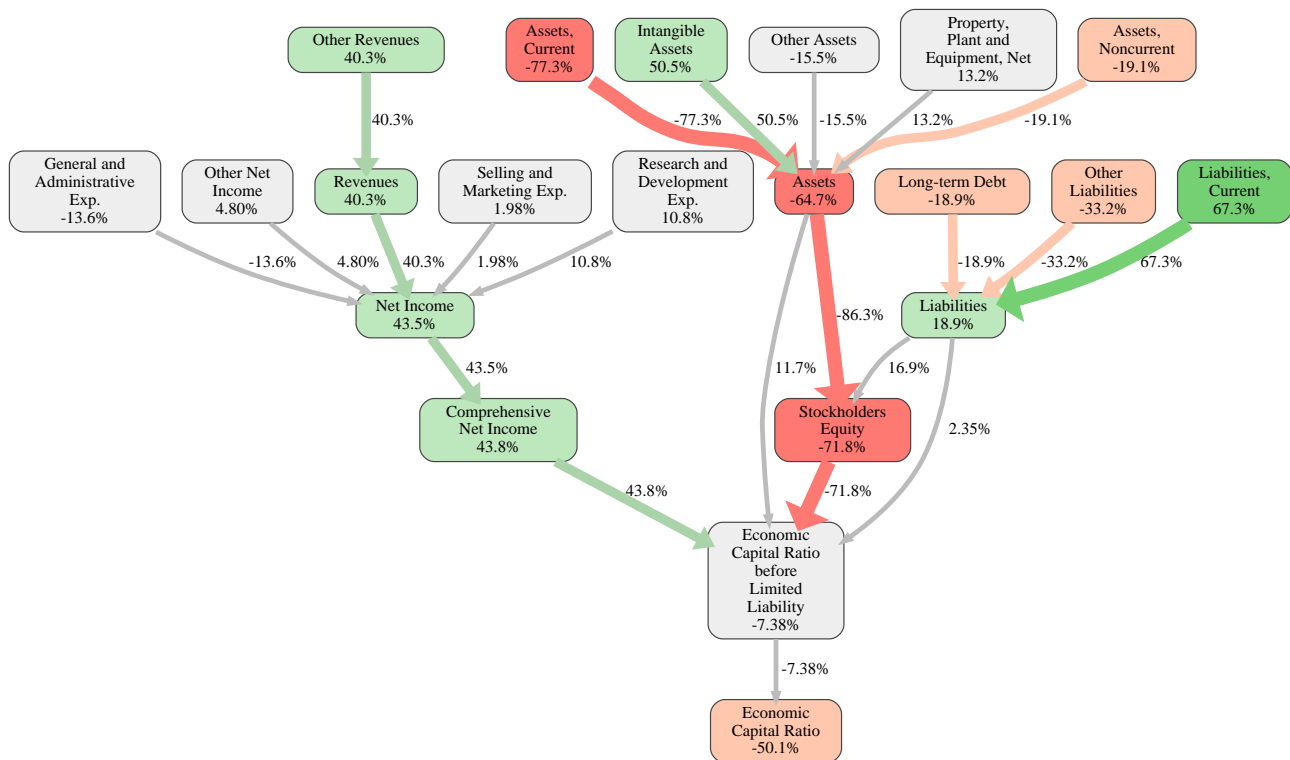 Other Revenues
40.3%
Assets,
Current
-77.3%
Intangible
Assets
50.5%
Other Assets
-15.5%
Property,
Plant and
Equipment, Net
13.2%
Assets,
Noncurrent
-19.1%
40.3%
-77.3%
50.5%
-15.5%
13.2%
-19.1%
General and
Administrative
Exp.
-13.6%
Other Net
Income
4.80%
Revenues
40.3%
Selling and
Marketing Exp.
1.98%
Research and
Development
Exp.
10.8%
Assets
-64.7%
Long-term Debt
-18.9%
Other
Liabilities
-33.2%
Liabilities,
Current
67.3%
-13.6%
4.80%
40.3%
1.98%
10.8%
-18.9%
-33.2%
67.3%
Net Income
43.5%
-86.3%
Liabilities
18.9%
43.5%
11.7%
16.9%
Comprehensive
Net Income
43.8%
Stockholders
Equity
-71.8%
2.35%
43.8%
-71.8%
Economic
Capital Ratio
before
Limited
Liability
-7.38%
-7.38%
Economic
Capital Ratio
-50.1%